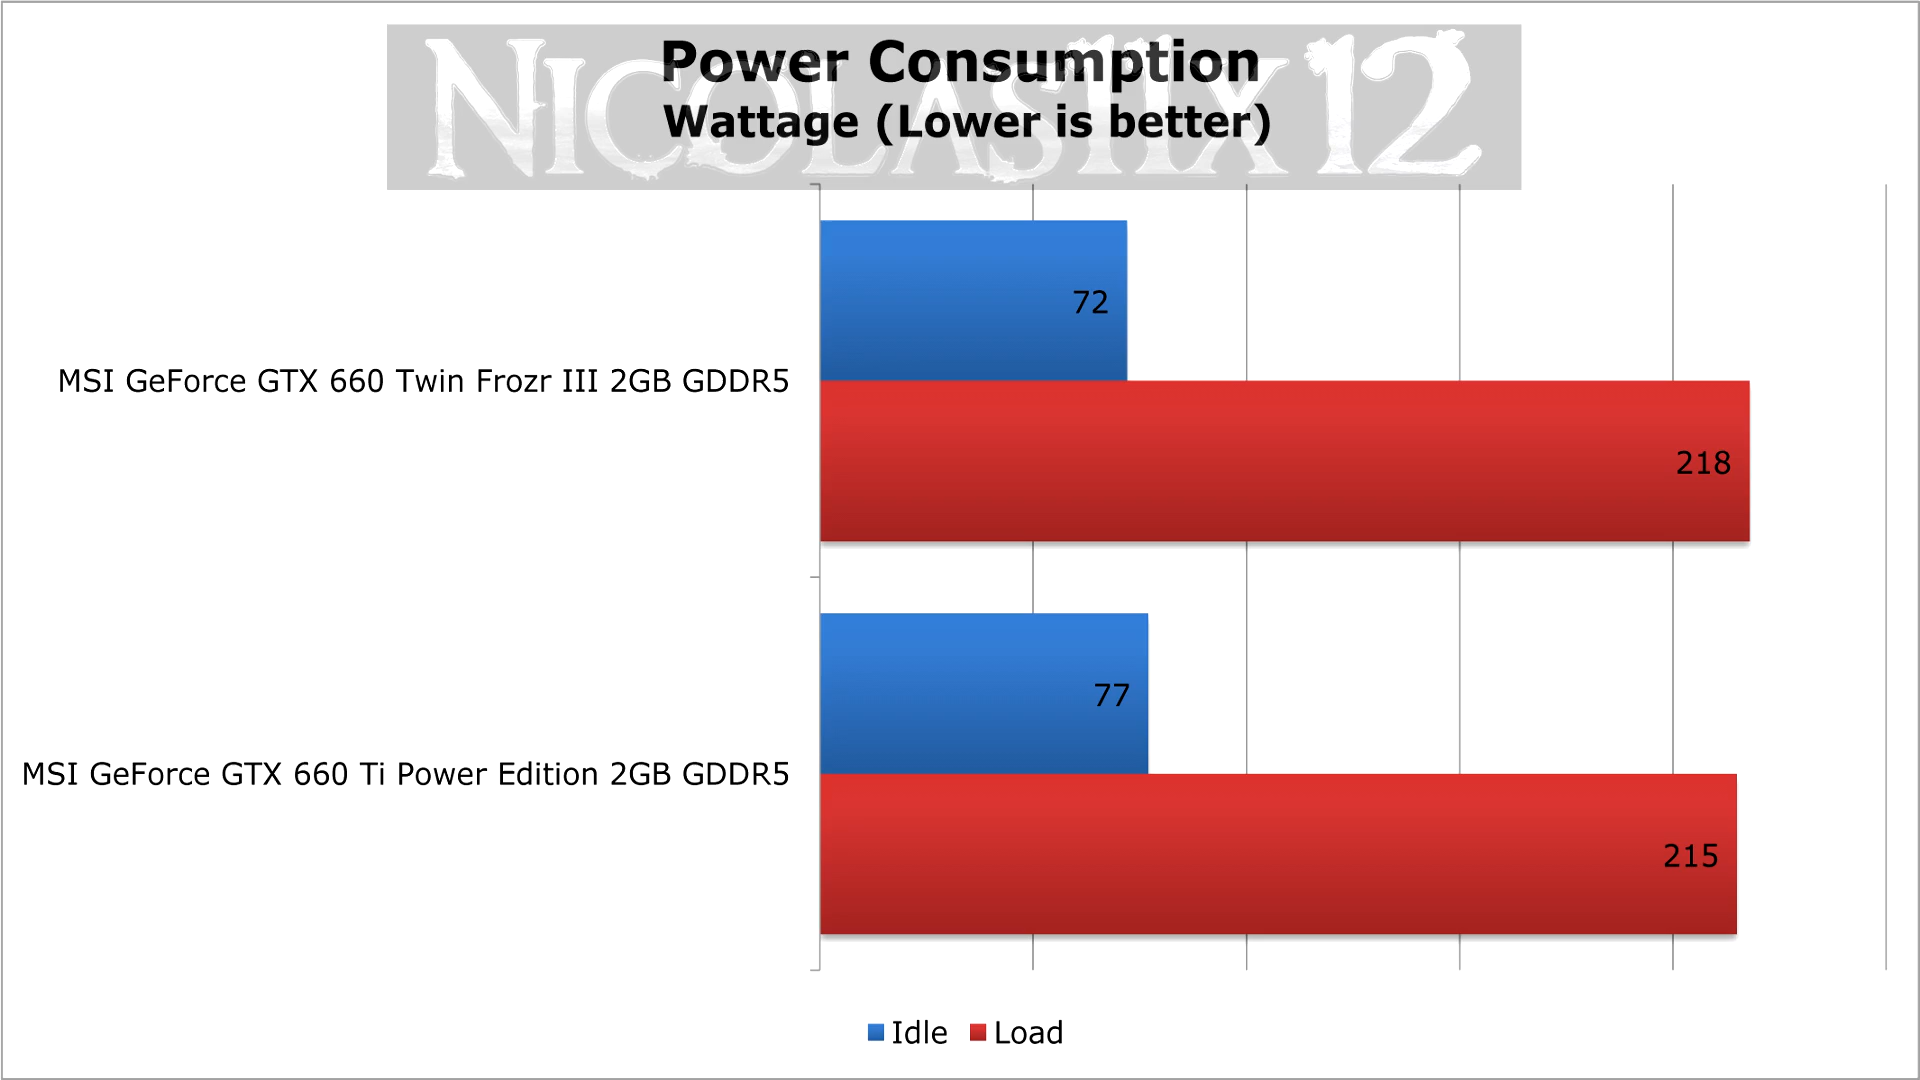 NICOLAS11X12
Power Consumption
Wattage (Lower is better)
72
MSI GeForce GTX 660 Twin Frozr III 2GB GDDR5
218
77
MSI GeForce GTX 660 Ti Power Edition 2GB GDDR5
215
Idle Load